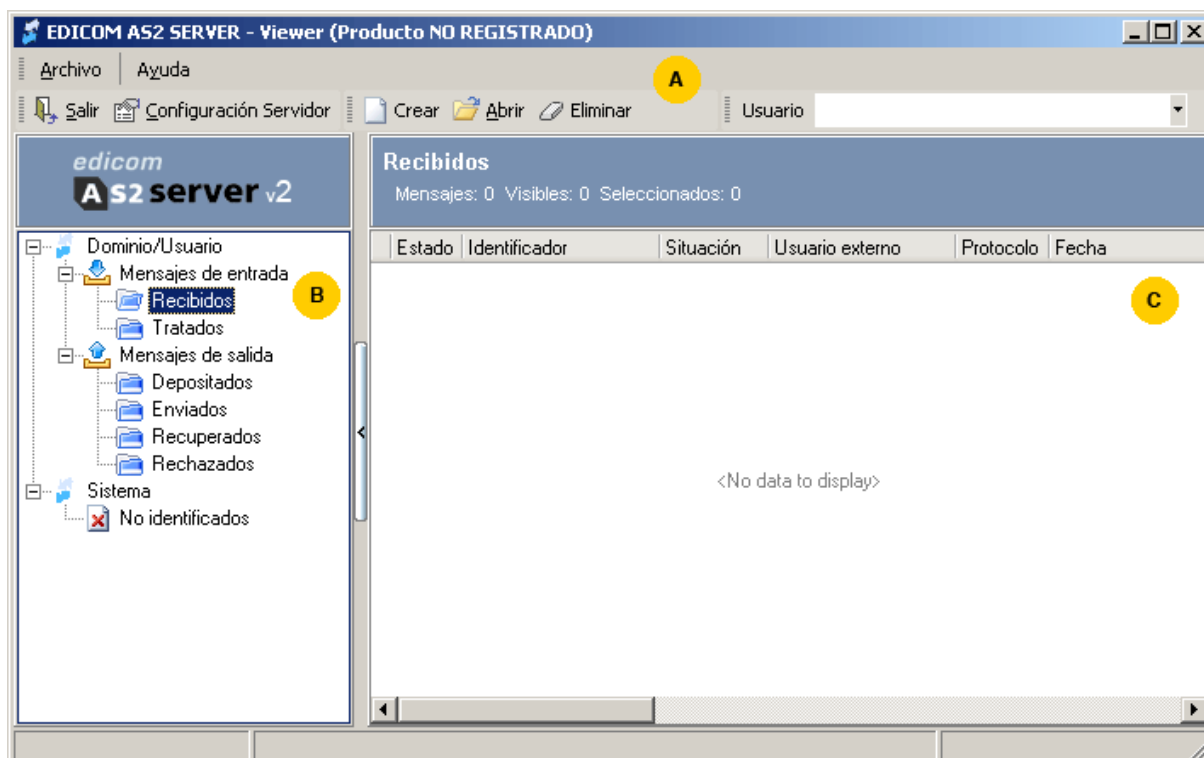 EDICOM AS2 SERVER - Viewer (Producto NO REGISTRADO)
Archivo Ayuda
A
Salir Configuración Servidor Crear Abrir Eliminar Usuario
edicom
AS2 server v2
Recibidos
Mensajes: 0 Visibles: 0 Seleccionados: 0
Dominio/Usuario
Mensajes de entrada
Recibidos
B
Tratados
Mensajes de salida
Depositados
Enviados
Recuperados
Rechazados
Sistema
No identificados
Estado Identificador Situación Usuario externo Protocolo Fecha
C
<No data to display>